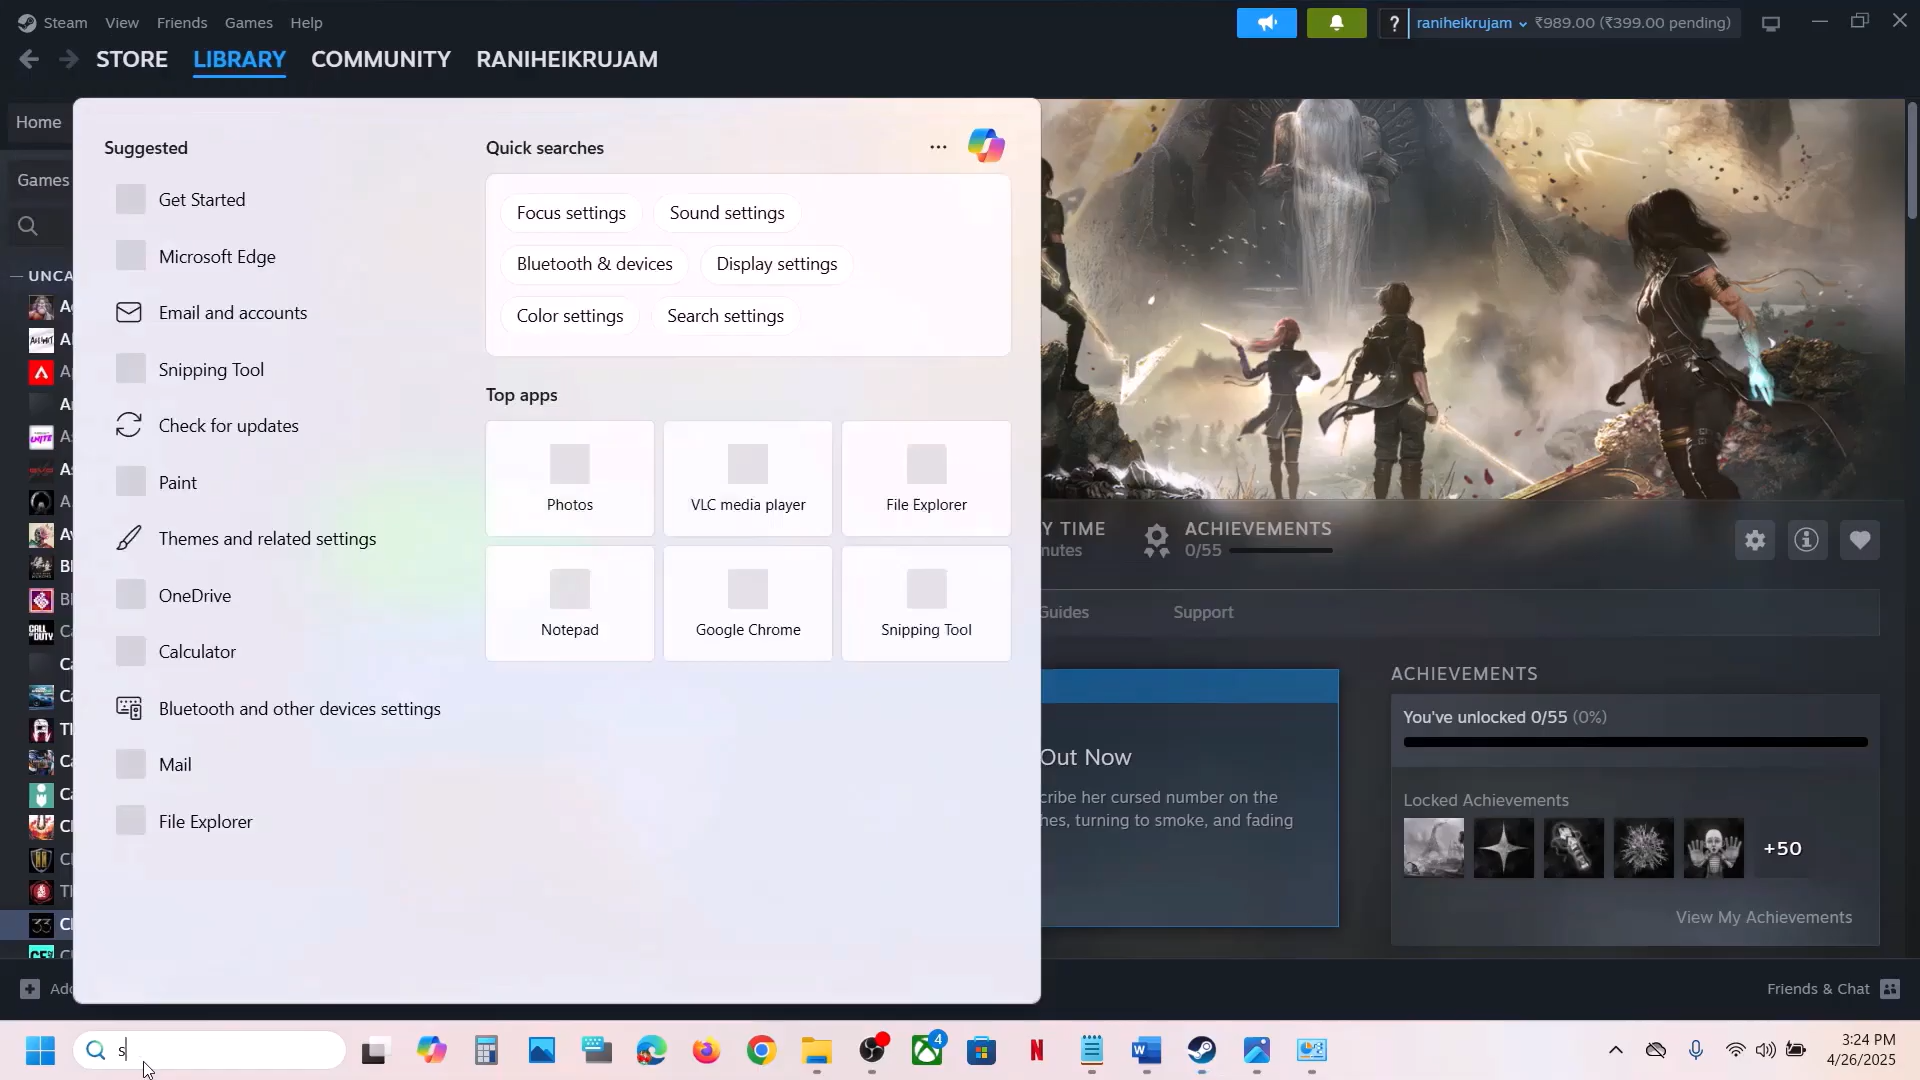 Steam View Friends Games Help
? raniheikrujam ₹989.00 (₹399.00 pending)
STORE LIBRARY COMMUNITY RANIHEIKRUJAM
Home
Games
UNCA
Suggested
Get Started
Microsoft Edge
Email and accounts
Snipping Tool
Check for updates
Paint
Themes and related settings
OneDrive
Calculator
Bluetooth and other devices settings
Mail
File Explorer
Quick searches
Focus settings Sound settings
Bluetooth & devices Display settings
Color settings Search settings
Top apps
Photos VLC media player File Explorer
Notepad Google Chrome Snipping Tool
Y TIME
nutes
ACHIEVEMENTS
0/55
Guides Support
Out Now
cribe her cursed number on the
hes, turning to smoke, and fading
ACHIEVEMENTS
You've unlocked 0/55 (0%)
Locked Achievements
+50
View My Achievements
Friends & Chat
s
4
3:24 PM
4/26/2025